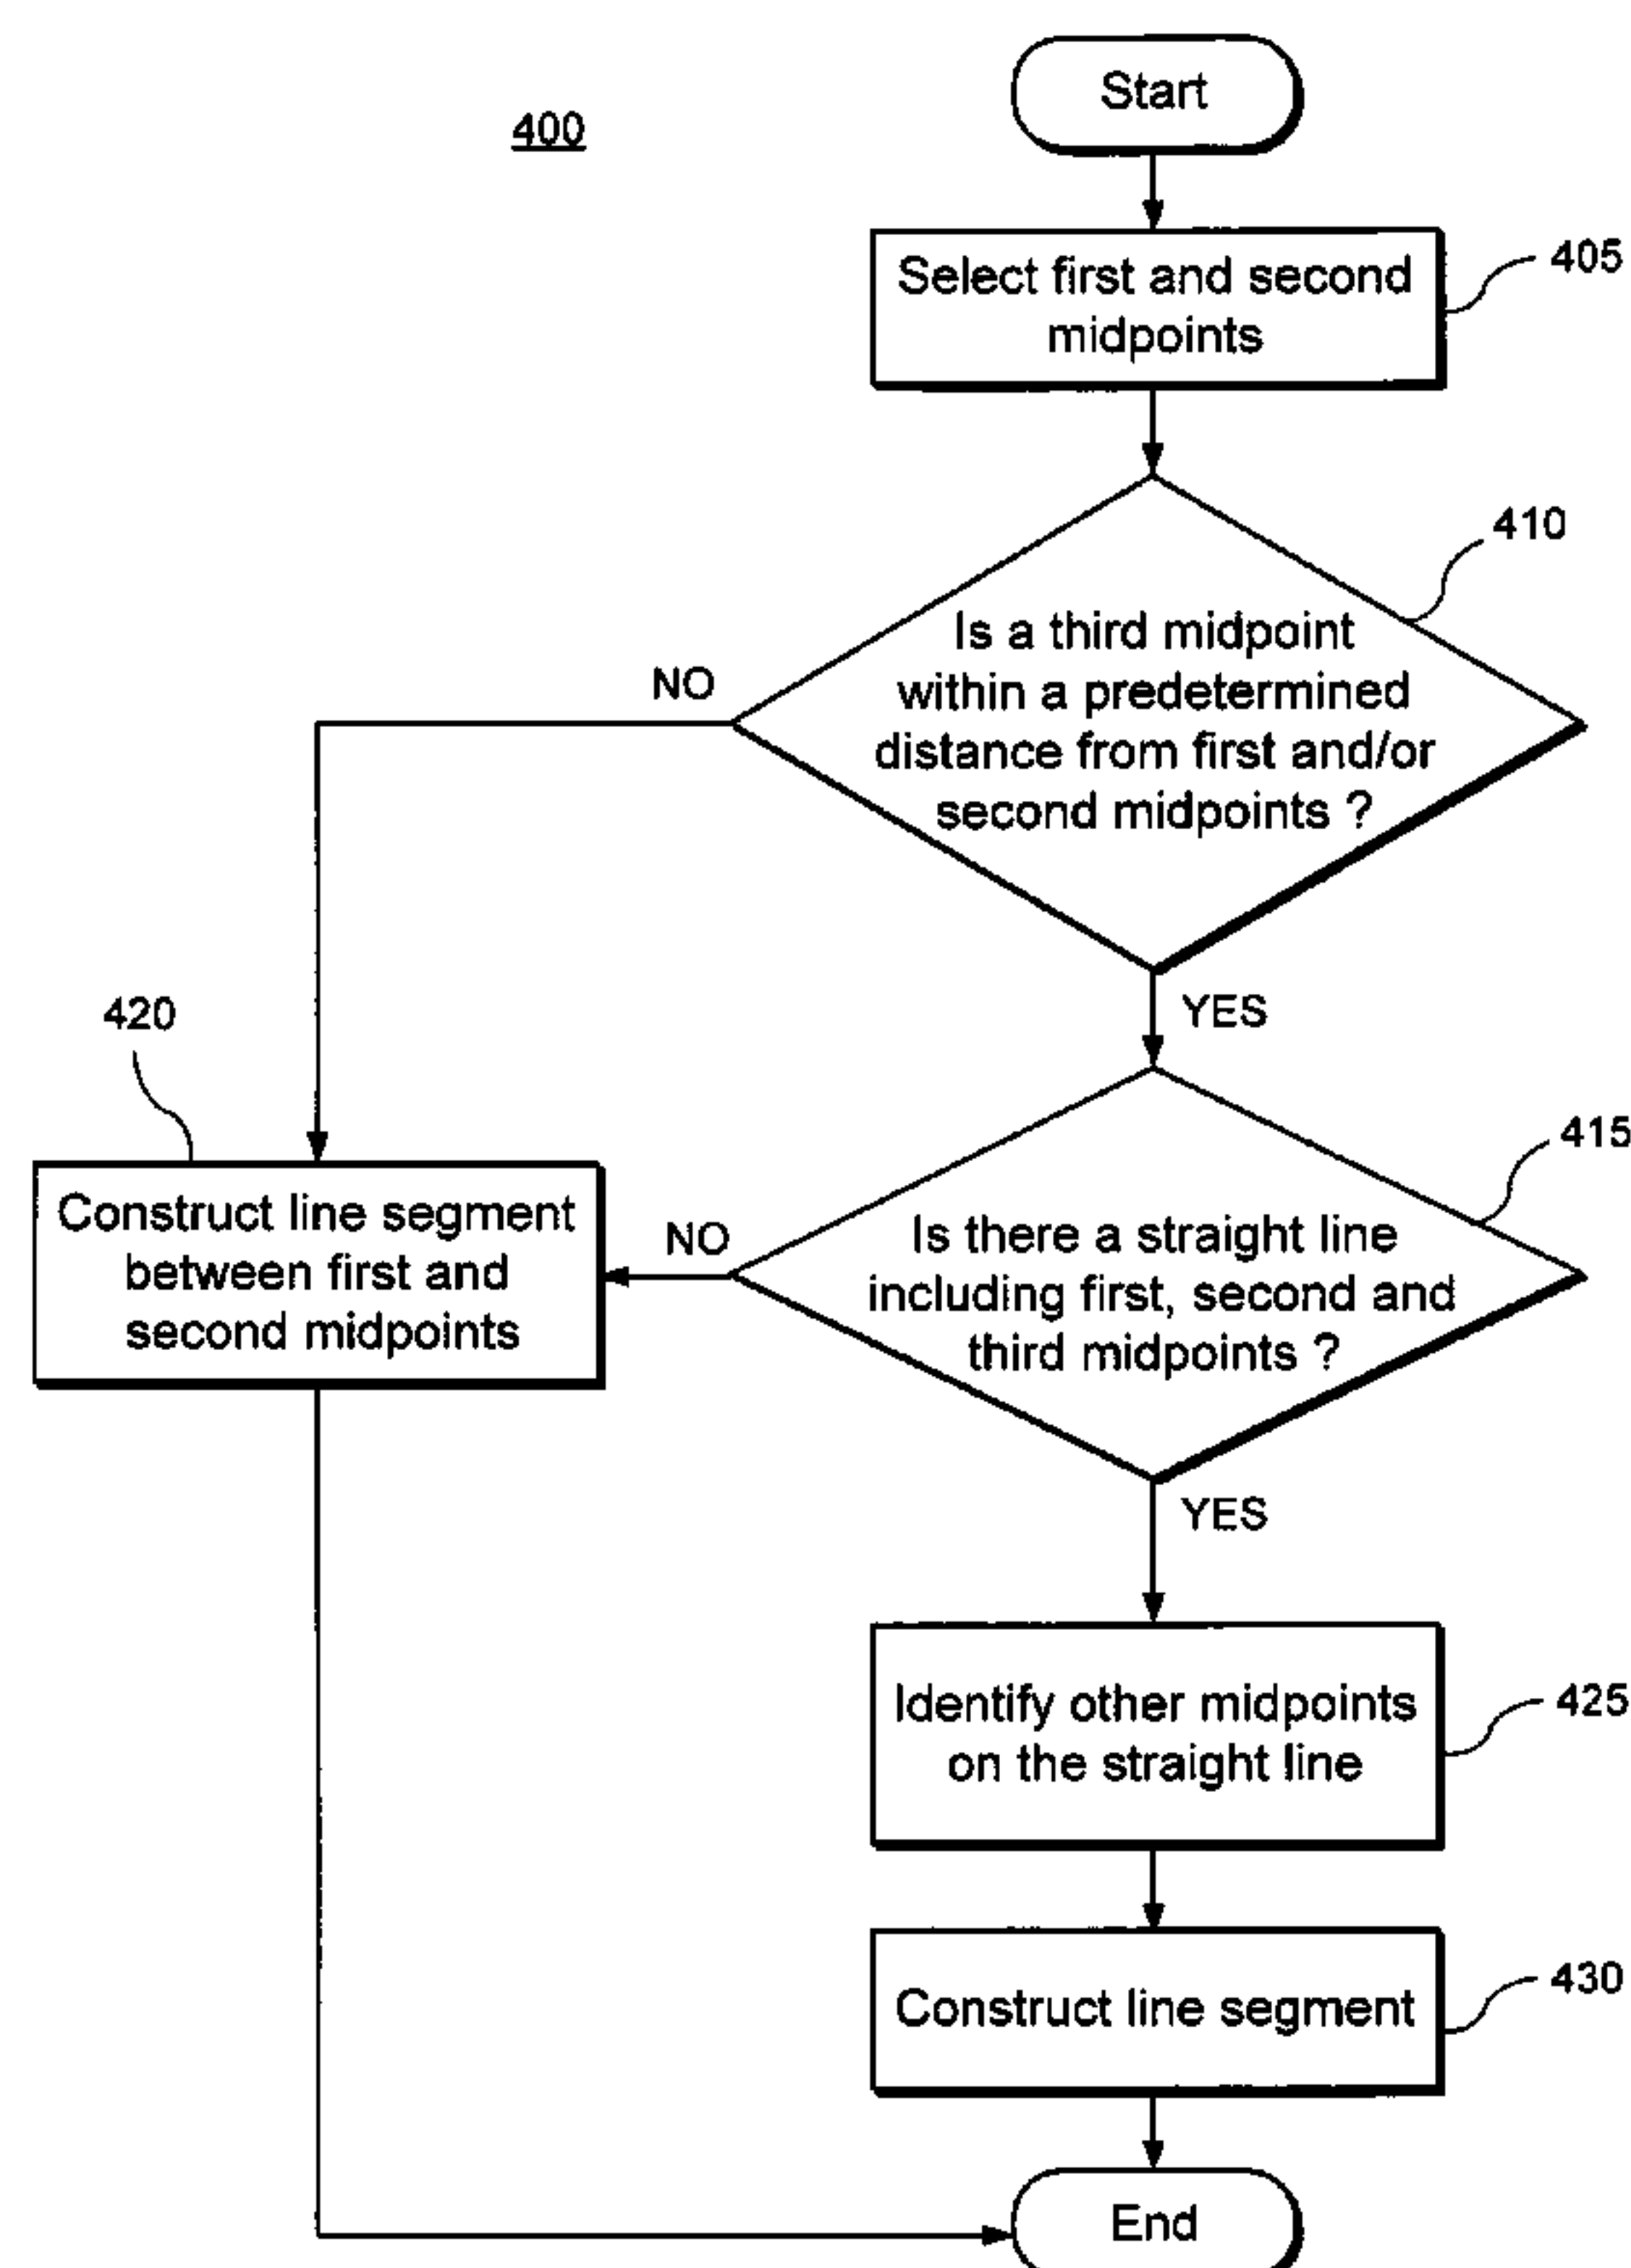 400
Start
Select first and second
midpoints
405
Is a third midpoint
within a predetermined
distance from first and/or
second midpoints ?
410
NO
YES
420
Construct line segment
between first and
second midpoints
NO
Is there a straight line
including first, second and
third midpoints ?
415
YES
Identify other midpoints
on the straight line
425
Construct line segment
430
End